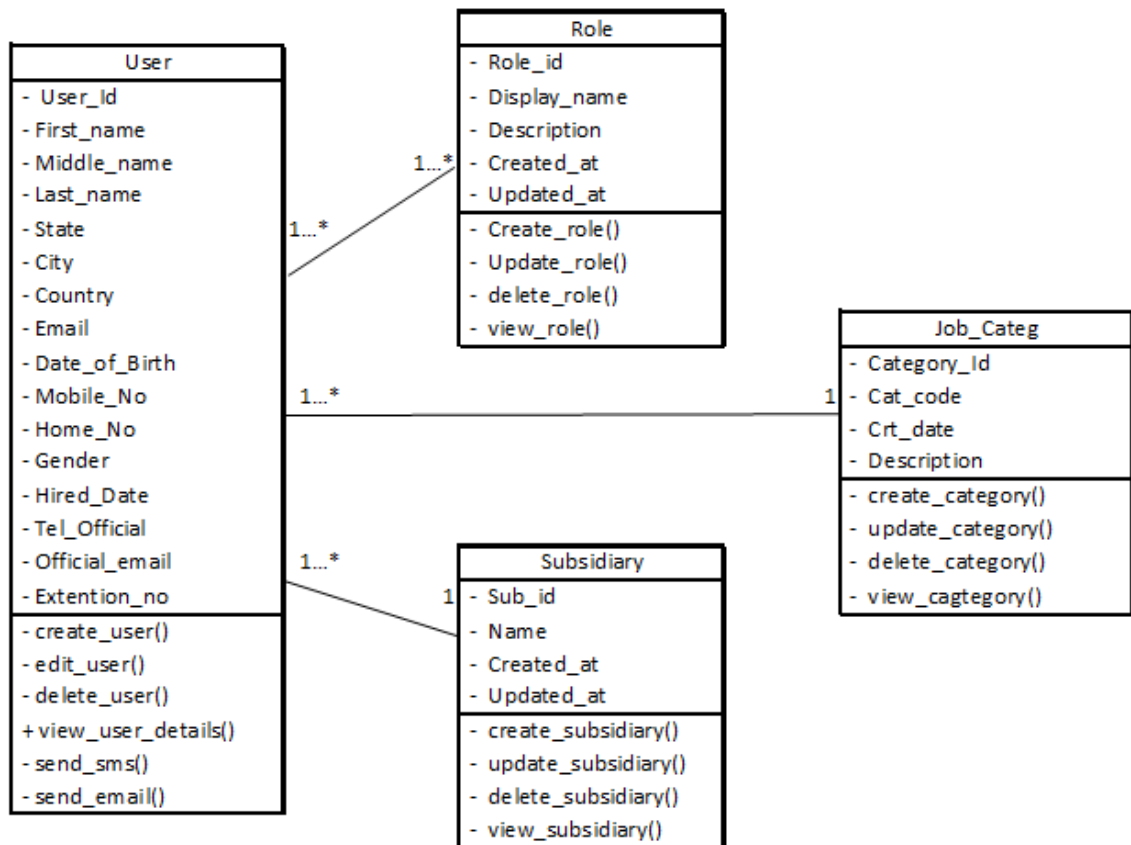 User
- User_Id
- First_name
- Middle_name
- Last_name
- State
- City
- Country
- Email
- Date_of_Birth
- Mobile_No
- Home_No
- Gender
- Hired_Date
- Tel_Official
- Official_email
- Extention_no
- create_user()
- edit_user()
- delete_user()
+ view_user_details()
- send_sms()
- send_email()
1...*
1...*
Role
- Role_id
- Display_name
- Description
- Created_at
- Updated_at
- Create_role()
- Update_role()
- delete_role()
- view_role()
1...*
1
Job_Categ
- Category_Id
- Cat_code
- Crt_date
- Description
- create_category()
- update_category()
- delete_category()
- view_cagtegory()
1...*
1
Subsidiary
- Sub_id
- Name
- Created_at
- Updated_at
- create_subsidiary()
- update_subsidiary()
- delete_subsidiary()
- view_subsidiary()